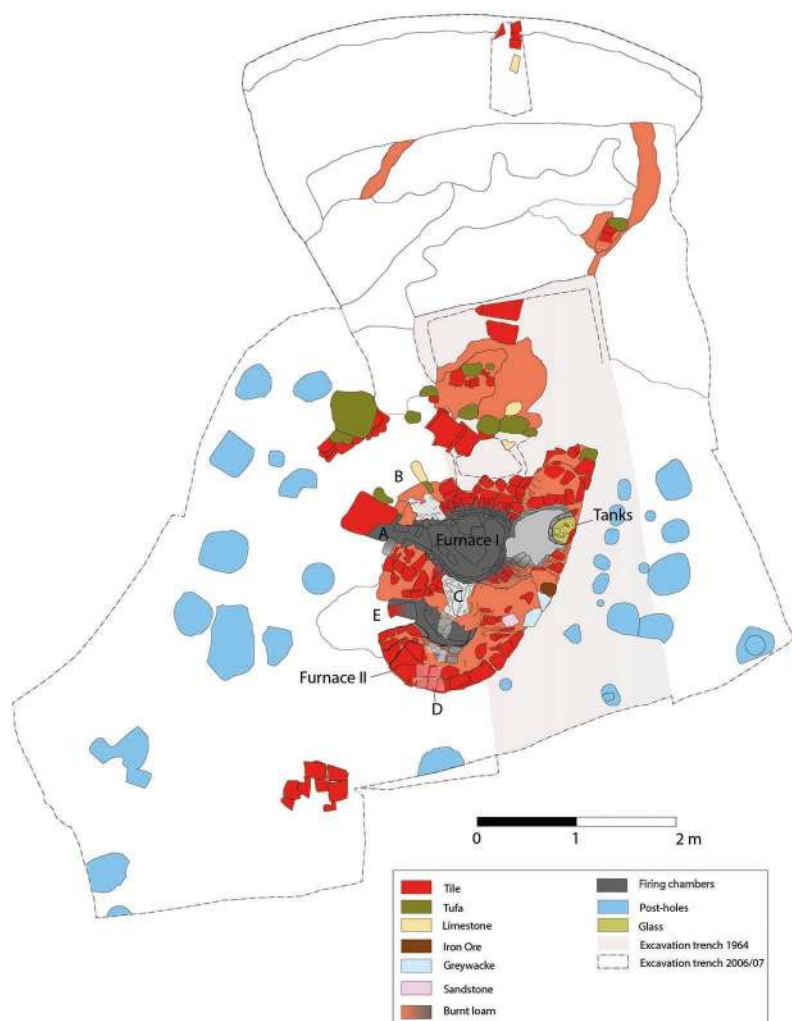 B
A
Furnace I
Tanks
C
E
Furnace II
D
0 1 2 m
Tile
Tufa
Limestone
Iron Ore
Greywacke
Sandstone
Burnt loam
Firing chambers
Post-holes
Glass
Excavation trench 1964
Excavation trench 2006/07